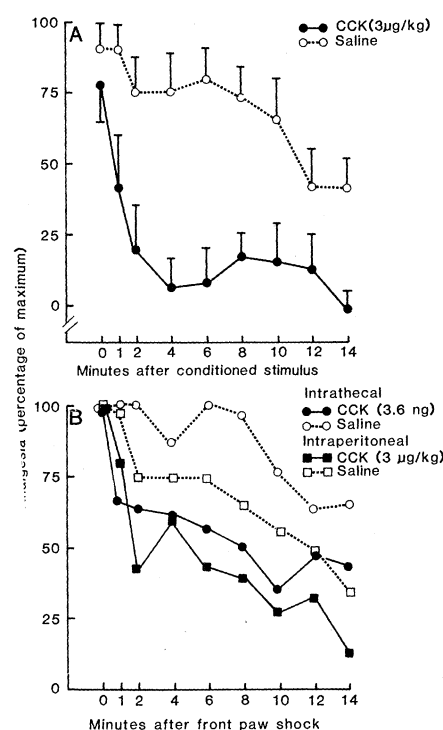 A
CCK(3µg/kg)
Saline
100
75
50
25
0
0 1 2 4 6 8 10 12 14
Minutes after conditioned stimulus
(percentage of maximum)
B
Intrathecal
CCK (3.6 ng)
Saline
Intraperitoneal
CCK (3 µg/kg)
Saline
100
75
50
25
0
0 1 2 4 6 8 10 12 14
Minutes after front paw shock